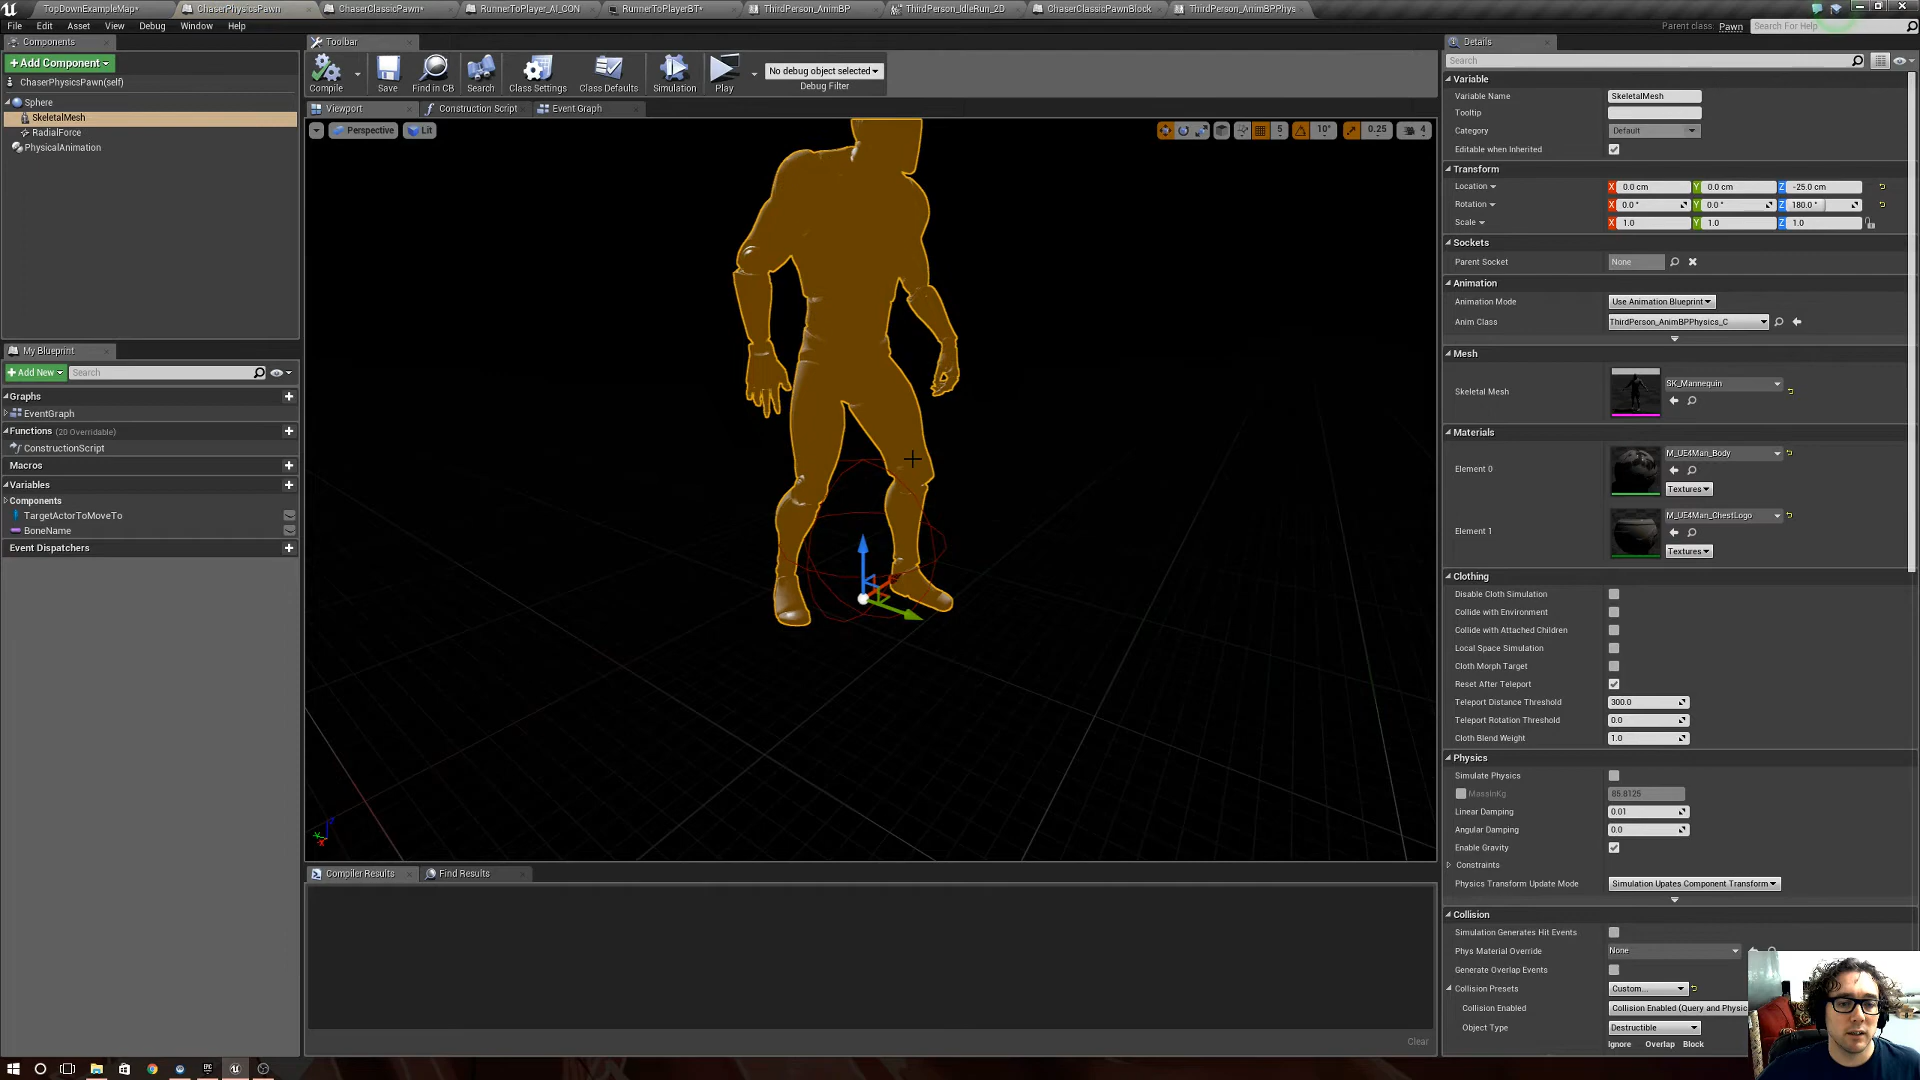 TopDownExampleMap*
ChaserPhysicsPawn
ChaserClassicPawn*
RunnerToPlayer_AI_CON
RunnerToPlayerBT*
ThirdPerson_AnimBP
ThirdPerson_IdleRun_2D
ChaserClassicPawnBlock
ThirdPerson_AnimBPPhys
File Edit Asset View Debug Window Help
Parent class: Pawn
Search For Help
Components
+Add Component
ChaserPhysicsPawn(self)
Sphere
SkeletalMesh
RadialForce
PhysicalAnimation
My Blueprint
+Add New
Search
Graphs
EventGraph
Functions (20 Overridable)
ConstructionScript
Macros
Variables
Components
TargetActorToMoveTo
BoneName
Event Dispatchers
Toolbar
Compile
Save
Find in CB
Search
Class Settings
Class Defaults
Simulation
Play
No debug object selected
Debug Filter
Viewport
Construction Script
Event Graph
Perspective
Lit
5
10°
0.25
4
Compiler Results
Find Results
Clear
Details
Search
Variable
Variable Name SkeletalMesh
Tooltip
Category Default
Editable when Inherited
Transform
Location X 0.0 cm Y 0.0 cm Z -25.0 cm
Rotation X 0.0 ° Y 0.0 ° Z 180.0 °
Scale X 1.0 Y 1.0 Z 1.0
Sockets
Parent Socket None
Animation
Animation Mode Use Animation Blueprint
Anim Class ThirdPerson_AnimBPPhysics_C
Mesh
Skeletal Mesh SK_Mannequin
Materials
Element 0 M_UE4Man_Body
Textures
Element 1 M_UE4Man_ChestLogo
Textures
Clothing
Disable Cloth Simulation
Collide with Environment
Collide with Attached Children
Local Space Simulation
Cloth Morph Target
Reset After Teleport
Teleport Distance Threshold 300.0
Teleport Rotation Threshold 0.0
Cloth Blend Weight 1.0
Physics
Simulate Physics
MassInKg 85.8125
Linear Damping 0.01
Angular Damping 0.0
Enable Gravity
Constraints
Physics Transform Update Mode Simulation Upates Component Transform
Collision
Simulation Generates Hit Events
Phys Material Override None
Generate Overlap Events
Collision Presets Custom...
Collision Enabled Collision Enabled (Query and Physic
Object Type Destructible
Ignore Overlap Block